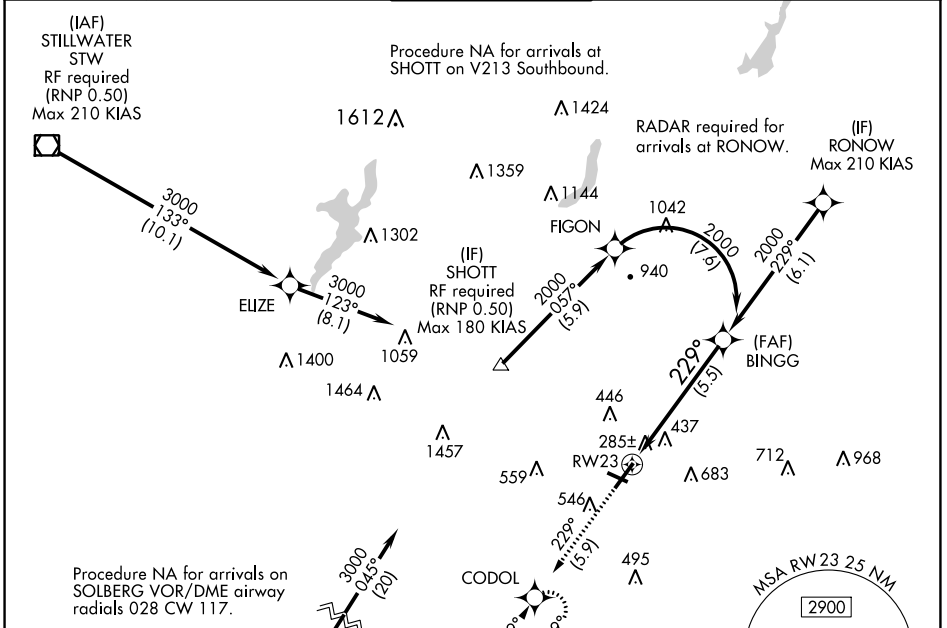 (IAF)
STILLWATER
STW
RF required
(RNP 0.50)
Max 210 KIAS
Procedure NA for arrivals at
SHOTT on V213 Southbound.
1612
1424
RADAR required for
arrivals at RONOW.
(IF)
RONOW
Max 210 KIAS
1359
1144
3000
133°
(10.1)
1302
FIGON
1042
2000
(7.6)
2000
229°
(6.1)
940
(IF)
SHOTT
RF required
(RNP 0.50)
Max 180 KIAS
ELIZE
3000
123°
(8.1)
2000
057°
(5.9)
1059
1400
1464
(FAF)
BINGG
229°
(5.5)
446
437
285±
1457
RW23
559
683
712
968
546
229°
(5.9)
495
CODOL
3000
045°
(20)
Procedure NA for arrivals on
SOLBERG VOR/DME airway
radials 028 CW 117.
MSA RW 23 25 NM
2900